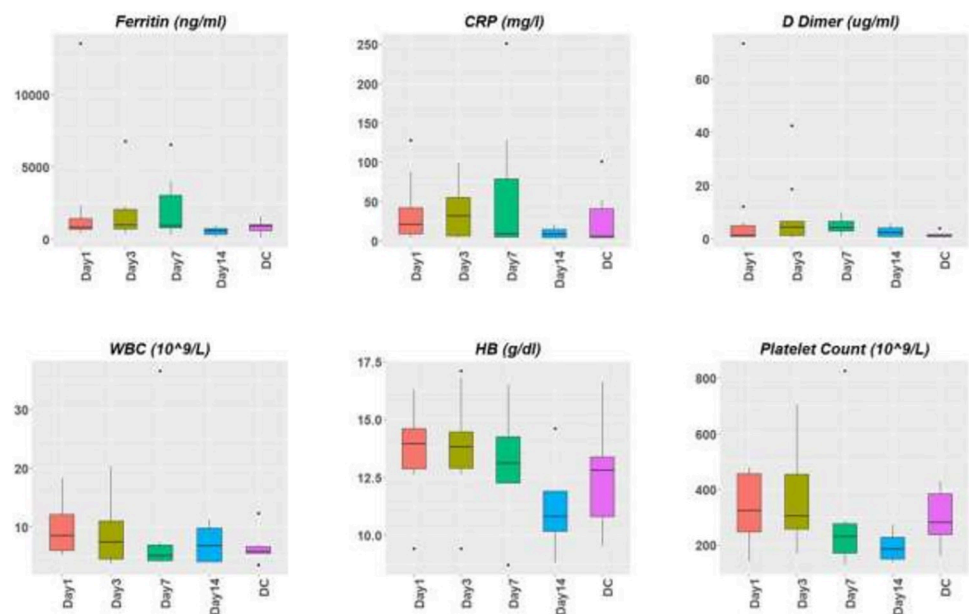 Ferritin (ng/ml)
10000
5000
0
Day1 Day3 Day7 Day14 DC
CRP (mg/l)
250
200
150
100
50
0
Day1 Day3 Day7 Day14 DC
D Dimer (ug/ml)
60
40
20
0
Day1 Day3 Day7 Day14 DC
WBC (10^9/L)
30
20
10
Day1 Day3 Day7 Day14 DC
HB (g/dl)
17.5
15.0
12.5
10.0
Day1 Day3 Day7 Day14 DC
Platelet Count (10^9/L)
800
600
400
200
Day1 Day3 Day7 Day14 DC